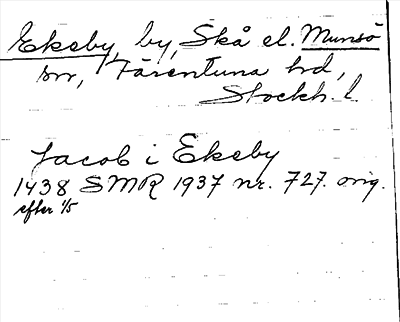 Ekeby, by, Skå el. Munsö
snr, Färentuna hd,
Stockh. l.
Jacob i Ekeby
1438 SMR 1937 nr. 727. orig.
efter 1/5